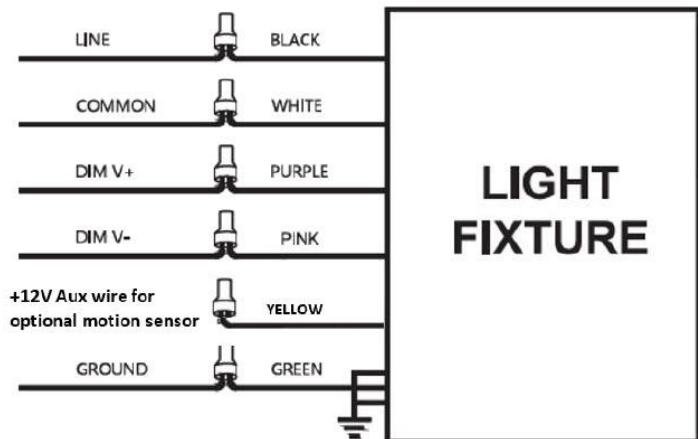 LINE BLACK
COMMON WHITE
DIM V+ PURPLE
DIM V- PINK
+12V Aux wire for
optional motion sensor YELLOW
GROUND GREEN
LIGHT
FIXTURE